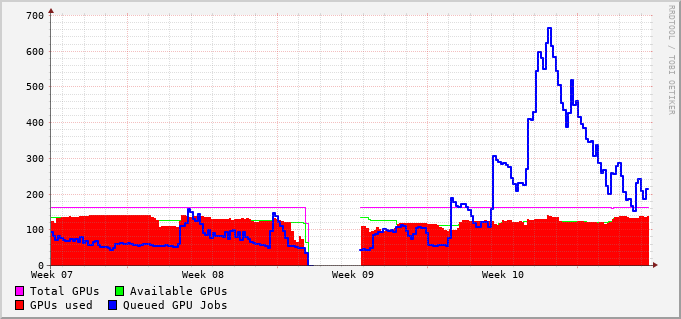 700
600
500
400
300
200
100
0
Week 07 Week 08 Week 09 Week 10
Total GPUs Available GPUs
GPUs used Queued GPU Jobs
RRDTOOL / TOBI OETIKER